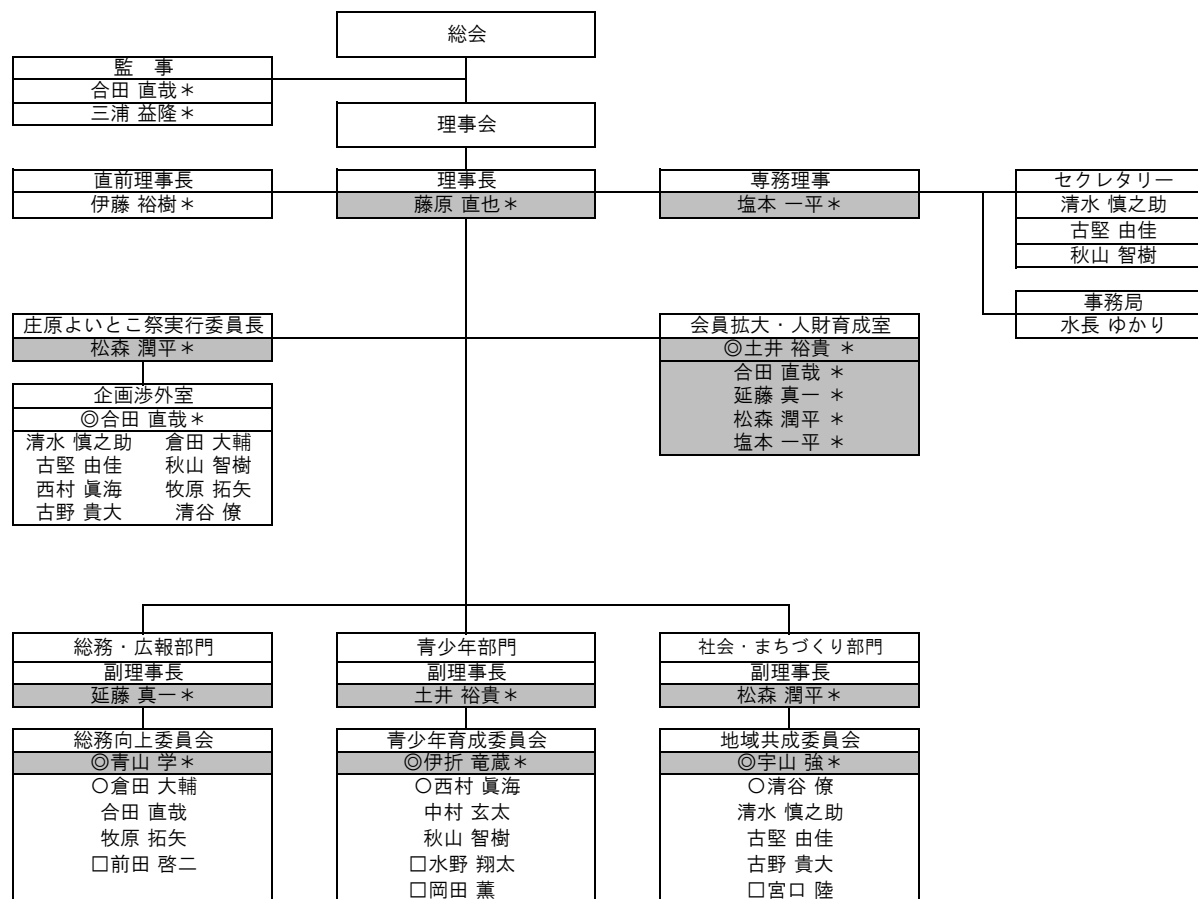 総会
監　事
合田 直哉＊
三浦 益隆＊
理事会
直前理事長
伊藤 裕樹＊
理事長
藤原 直也＊
専務理事
塩本 一平＊
セクレタリー
清水 慎之助
古堅 由佳
秋山 智樹
事務局
水長 ゆかり
庄原よいとこ祭実行委員長
松森 潤平＊
企画渉外室
◎合田 直哉＊
清水 慎之助　倉田 大輔
古堅 由佳　秋山 智樹
西村 眞海　牧原 拓矢
古野 貴大　清谷 僚
会員拡大・人財育成室
◎土井 裕貴 ＊
合田 直哉 ＊
延藤 真一 ＊
松森 潤平 ＊
塩本 一平 ＊
総務・広報部門
副理事長
延藤 真一＊
総務向上委員会
◎青山 学＊
○倉田 大輔
合田 直哉
牧原 拓矢
□前田 啓二
青少年部門
副理事長
土井 裕貴＊
青少年育成委員会
◎伊折 竜蔵＊
○西村 眞海
中村 玄太
秋山 智樹
□水野 翔太
□岡田 薫
社会・まちづくり部門
副理事長
松森 潤平＊
地域共成委員会
◎宇山 強＊
○清谷 僚
清水 慎之助
古堅 由佳
古野 貴大
□宮口 陸